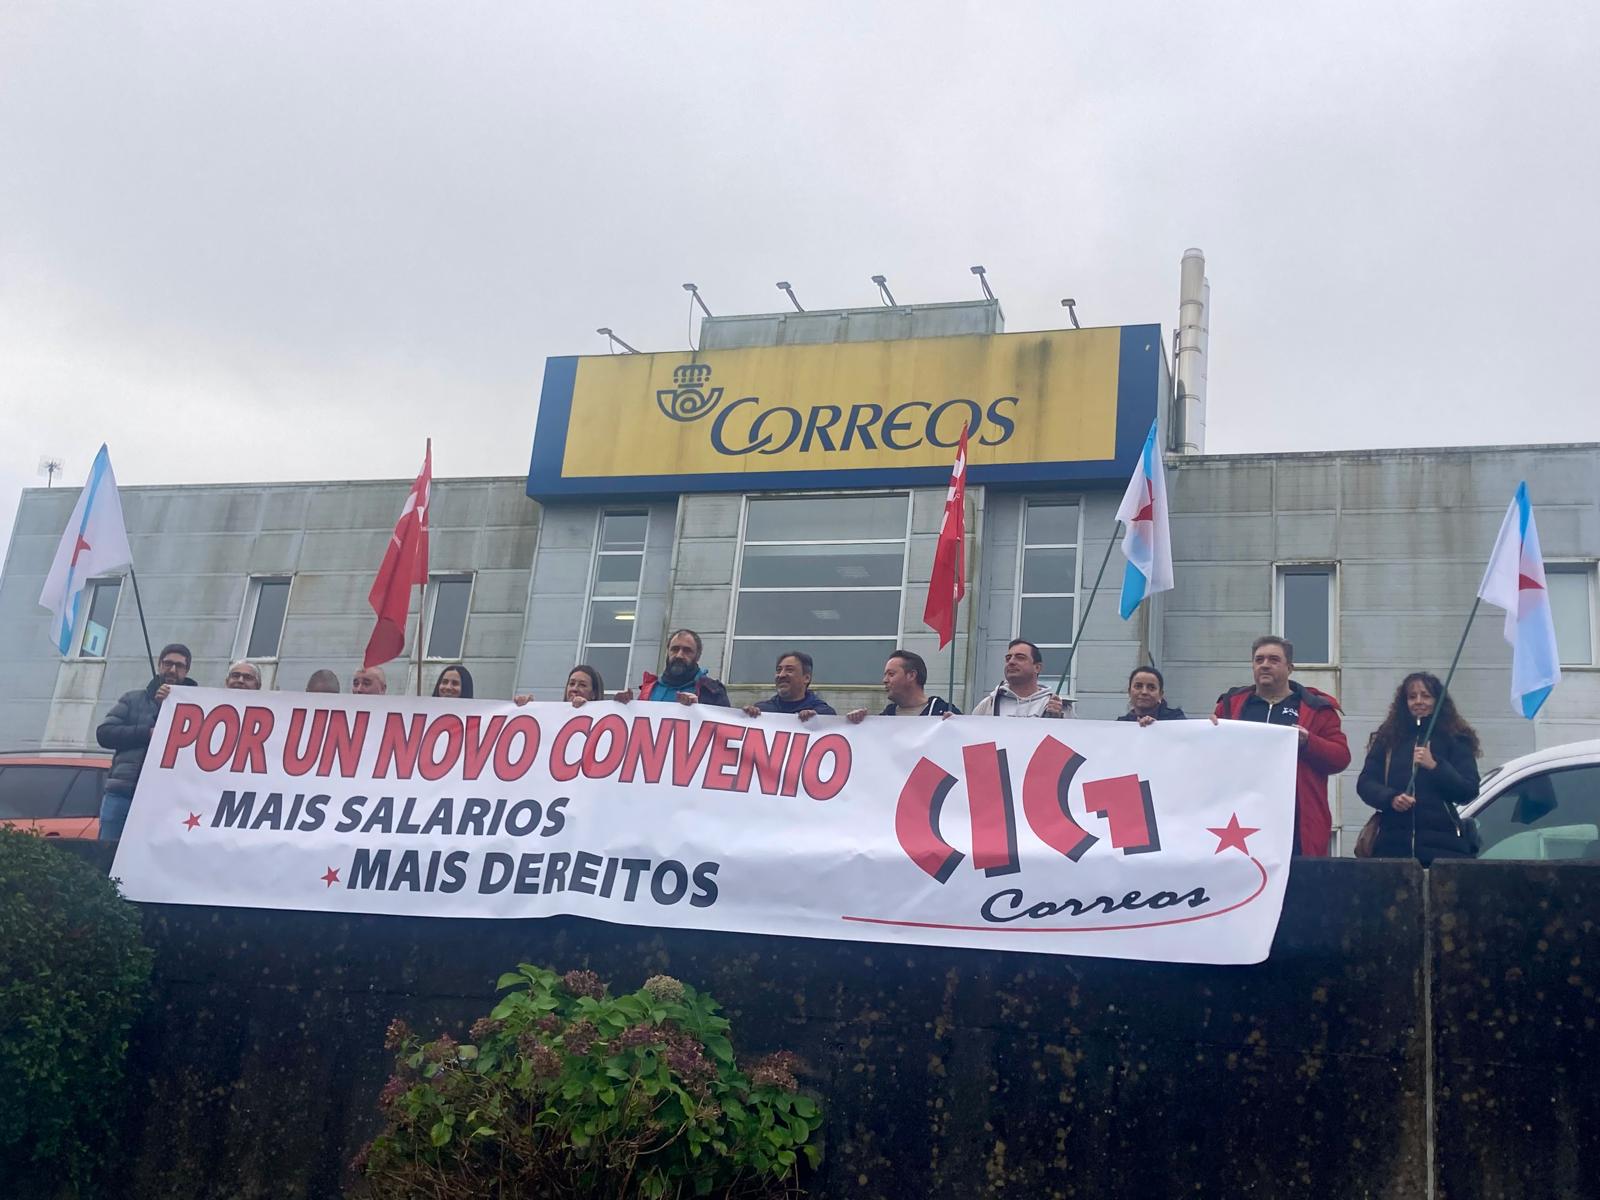 CORREOS
POR UN NOVO CONVENIO
MAIS SALARIOS
MAIS DEREITOS
CIG
Correos